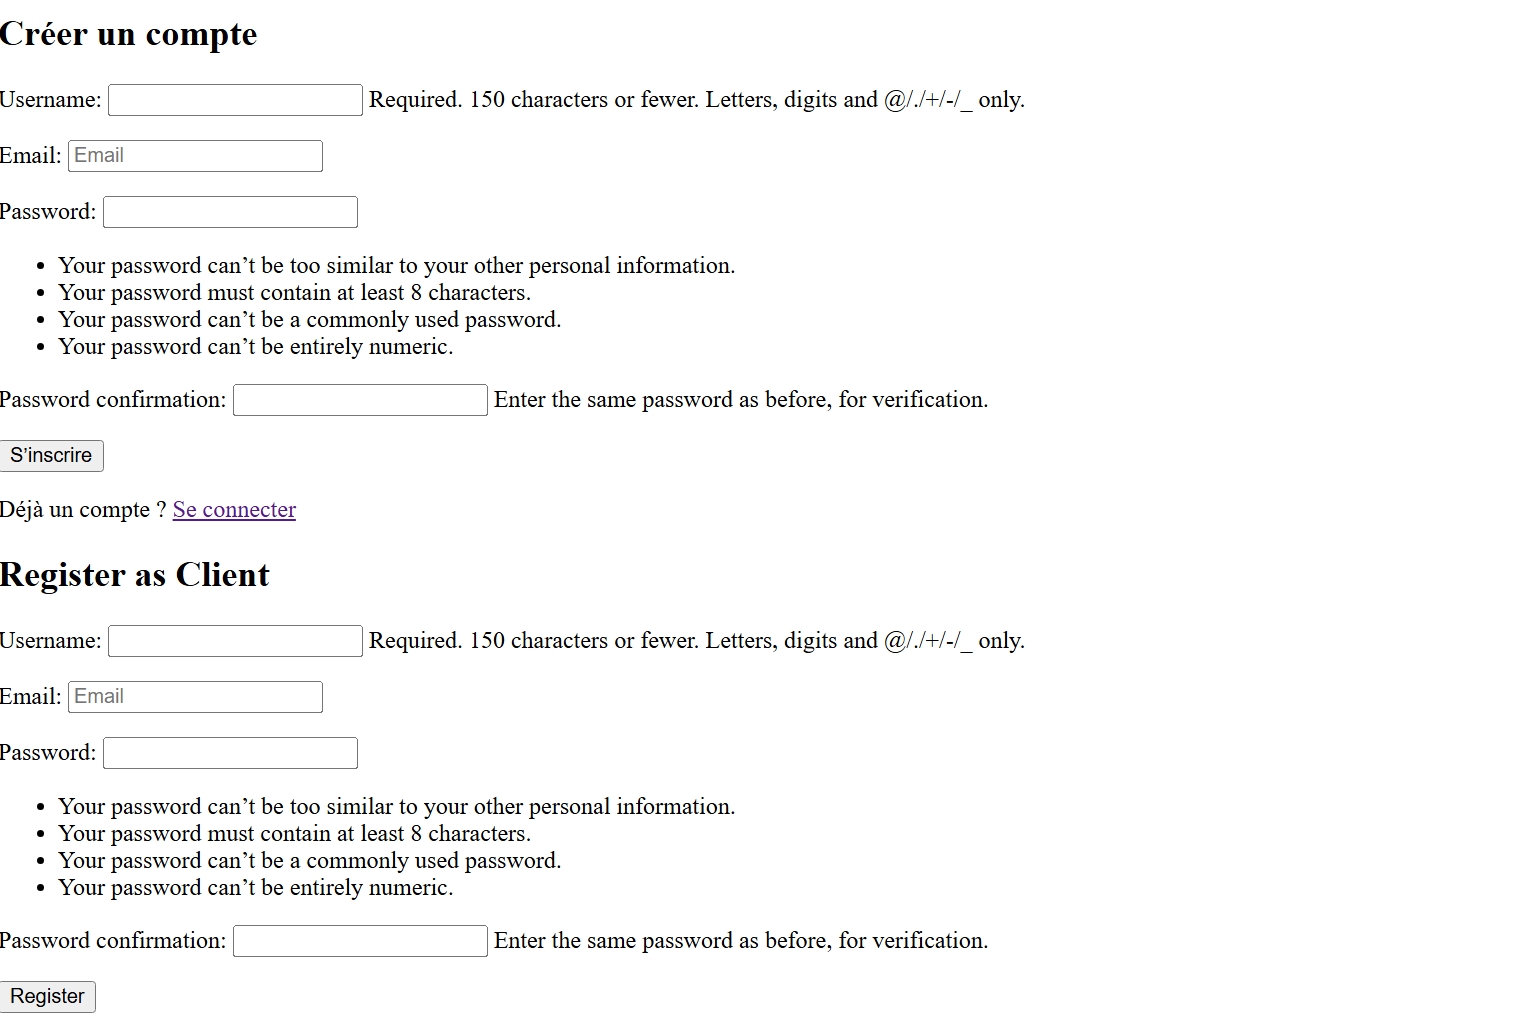 Créer un compte
Username: Required. 150 characters or fewer. Letters, digits and @/./+/-/_ only.
Email: Email
Password:
• Your password can’t be too similar to your other personal information.
• Your password must contain at least 8 characters.
• Your password can’t be a commonly used password.
• Your password can’t be entirely numeric.
Password confirmation: Enter the same password as before, for verification.
S'inscrire
Déjà un compte ? Se connecter
Register as Client
Username: Required. 150 characters or fewer. Letters, digits and @/./+/-/_ only.
Email: Email
Password:
• Your password can’t be too similar to your other personal information.
• Your password must contain at least 8 characters.
• Your password can’t be a commonly used password.
• Your password can’t be entirely numeric.
Password confirmation: Enter the same password as before, for verification.
Register